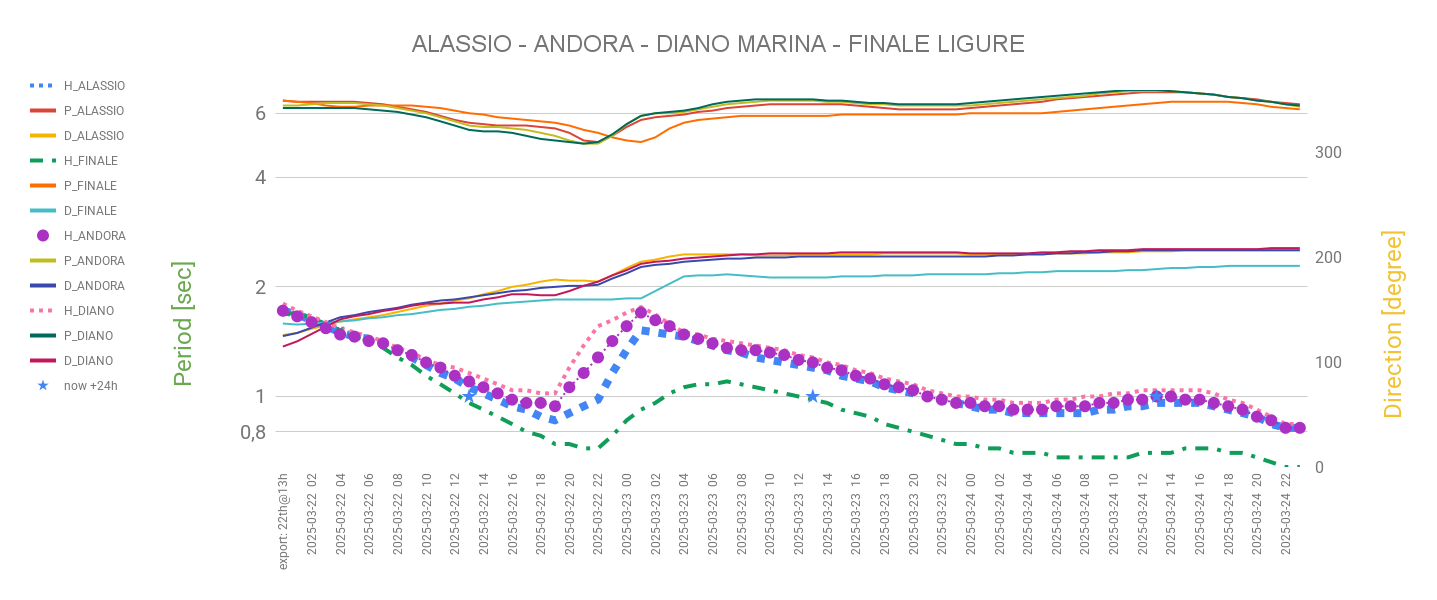 ALASSIO - ANDORA - DIANO MARINA - FINALE LIGURE
H_ALASSIO
P_ALASSIO
D_ALASSIO
H_FINALE
P_FINALE
D_FINALE
H_ANDORA
P_ANDORA
D_ANDORA
H_DIANO
P_DIANO
D_DIANO
now +24h
Period [sec]
6
4
2
1
0,8
300
200
100
0
Direction [degree]
export: 22th@13h
2025-03-22 02
2025-03-22 04
2025-03-22 06
2025-03-22 08
2025-03-22 10
2025-03-22 12
2025-03-22 14
2025-03-22 16
2025-03-22 18
2025-03-22 20
2025-03-22 22
2025-03-23 00
2025-03-23 02
2025-03-23 04
2025-03-23 06
2025-03-23 08
2025-03-23 10
2025-03-23 12
2025-03-23 14
2025-03-23 16
2025-03-23 18
2025-03-23 20
2025-03-23 22
2025-03-24 00
2025-03-24 02
2025-03-24 04
2025-03-24 06
2025-03-24 08
2025-03-24 10
2025-03-24 12
2025-03-24 14
2025-03-24 16
2025-03-24 18
2025-03-24 20
2025-03-24 22